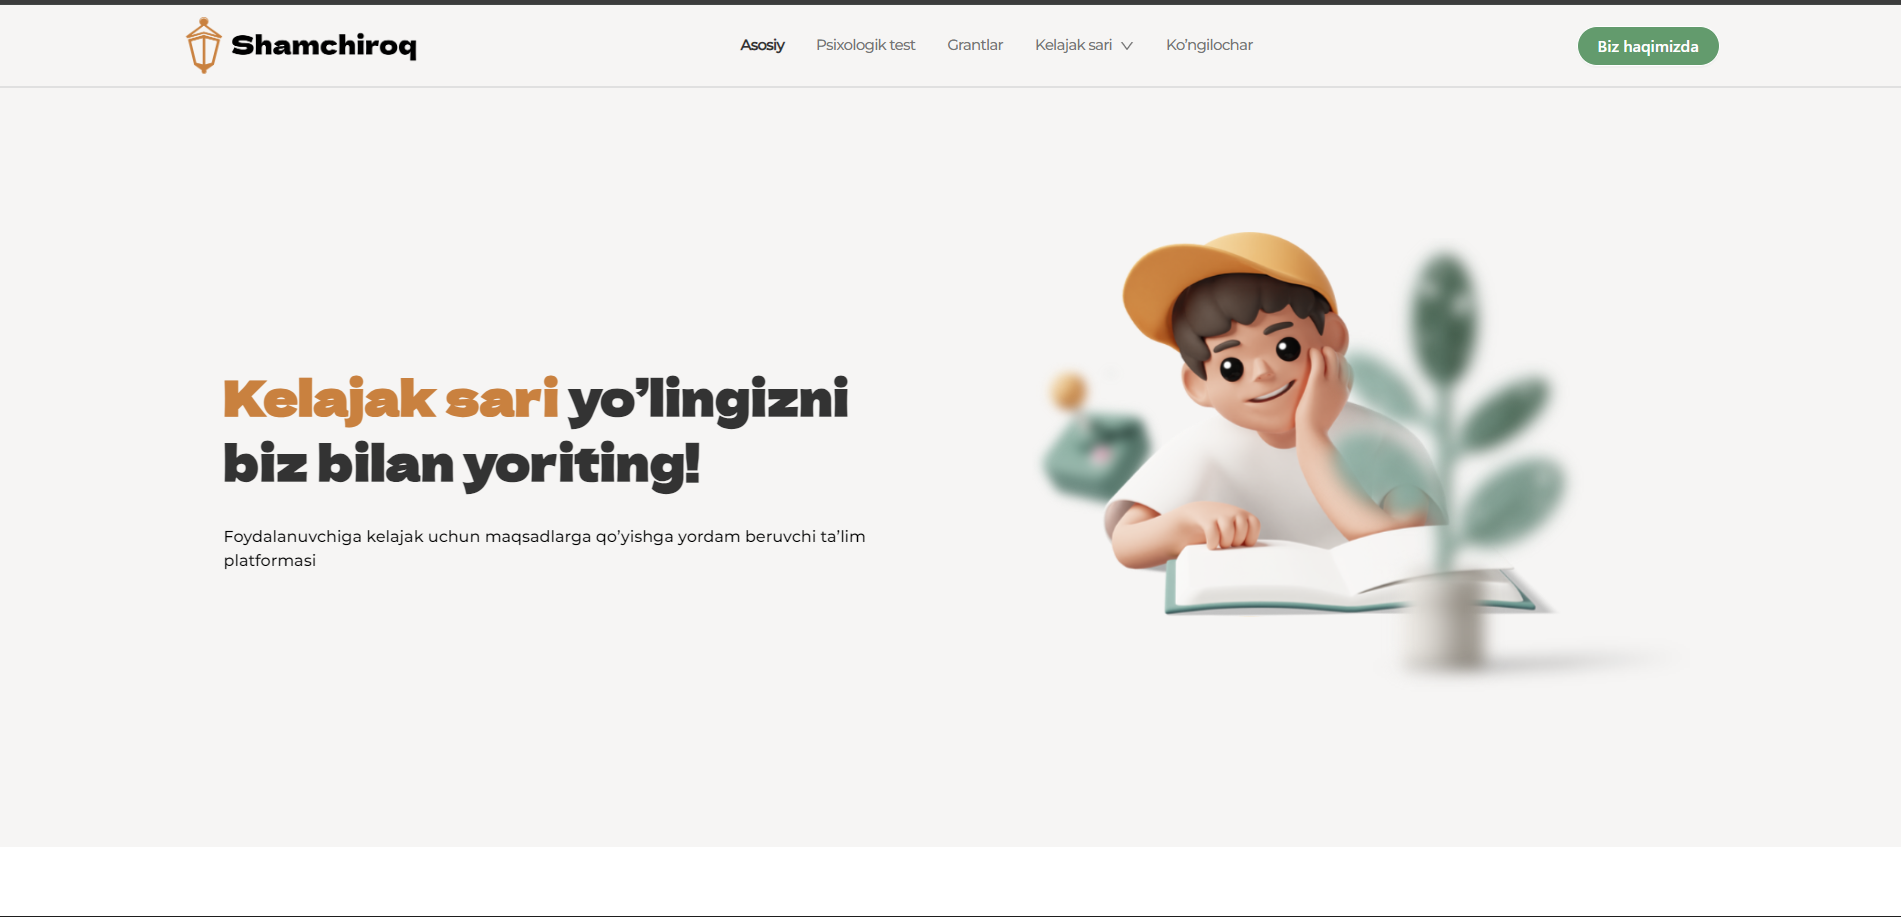 Shamchiroq
Asosiy
Psixologik test
Grantlar
Kelajak sari
Ko’ngilochar
Biz haqimizda
Kelajak sari yo’lingizni
biz bilan yoriting!
Foydalanuvchiga kelajak uchun maqsadlarga qo’yishga yordam beruvchi ta’lim
platformasi